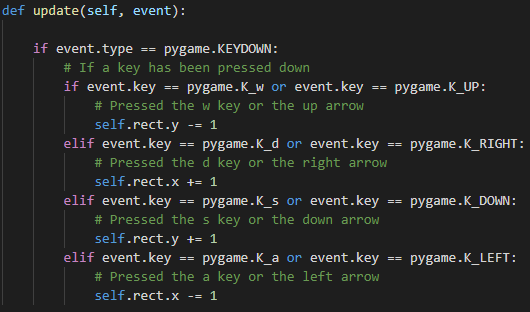 def update(self, event):
if event.type == pygame.KEYDOWN:
# If a key has been pressed down
if event.key == pygame.K_w or event.key == pygame.K_UP:
# Pressed the w key or the up arrow
self.rect.y -= 1
elif event.key == pygame.K_d or event.key == pygame.K_RIGHT:
# Pressed the d key or the right arrow
self.rect.x += 1
elif event.key == pygame.K_s or event.key == pygame.K_DOWN:
# Pressed the s key or the down arrow
self.rect.y += 1
elif event.key == pygame.K_a or event.key == pygame.K_LEFT:
# Pressed the a key or the left arrow
self.rect.x -= 1